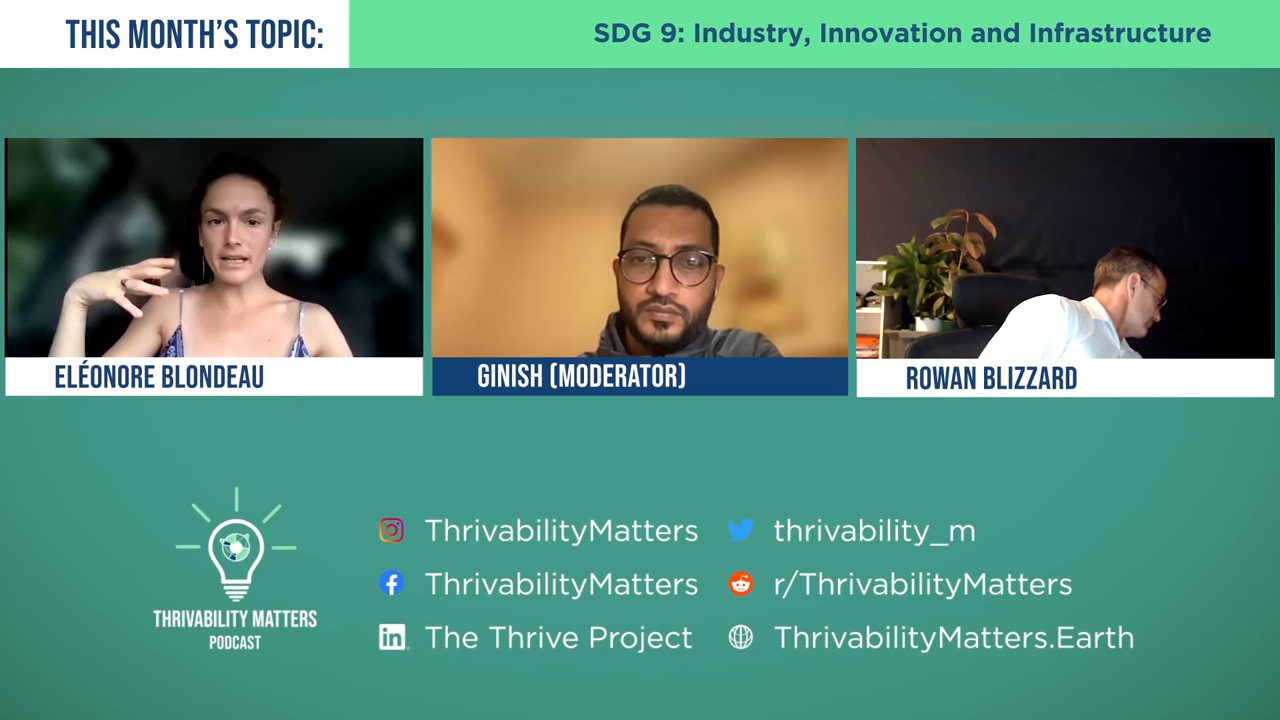 THIS MONTH'S TOPIC:
SDG 9: Industry, Innovation and Infrastructure
ELÉONORE BLONDEAU
GINISH (MODERATOR)
ROWAN BLIZZARD
THRIVABILITY MATTERS
PODCAST
ThrivabilityMatters
thrivability_m
ThrivabilityMatters
r/ThrivabilityMatters
in
The Thrive Project
ThrivabilityMatters.Earth